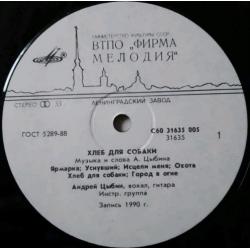 МИНИСТЕРСТВО КУЛЬТУРЫ СССР
ВТПО „ФИРМА
МЕЛОДИЯ"
СТЕРЕО 33
ЛЕНИНГРАДСКИЙ ЗАВОД
ГОСТ 5289-88
С60 31635 005
31635
1
ХЛЕБ ДЛЯ СОБАКИ
Музыка и слова А. Цыбина
Ярмарка; Уснувший; Исцели меня; Охота
Хлеб для собаки; Город в огне
Андрей Цыбин, вокал, гитара
Инстр. группа
Запись 1990 г.